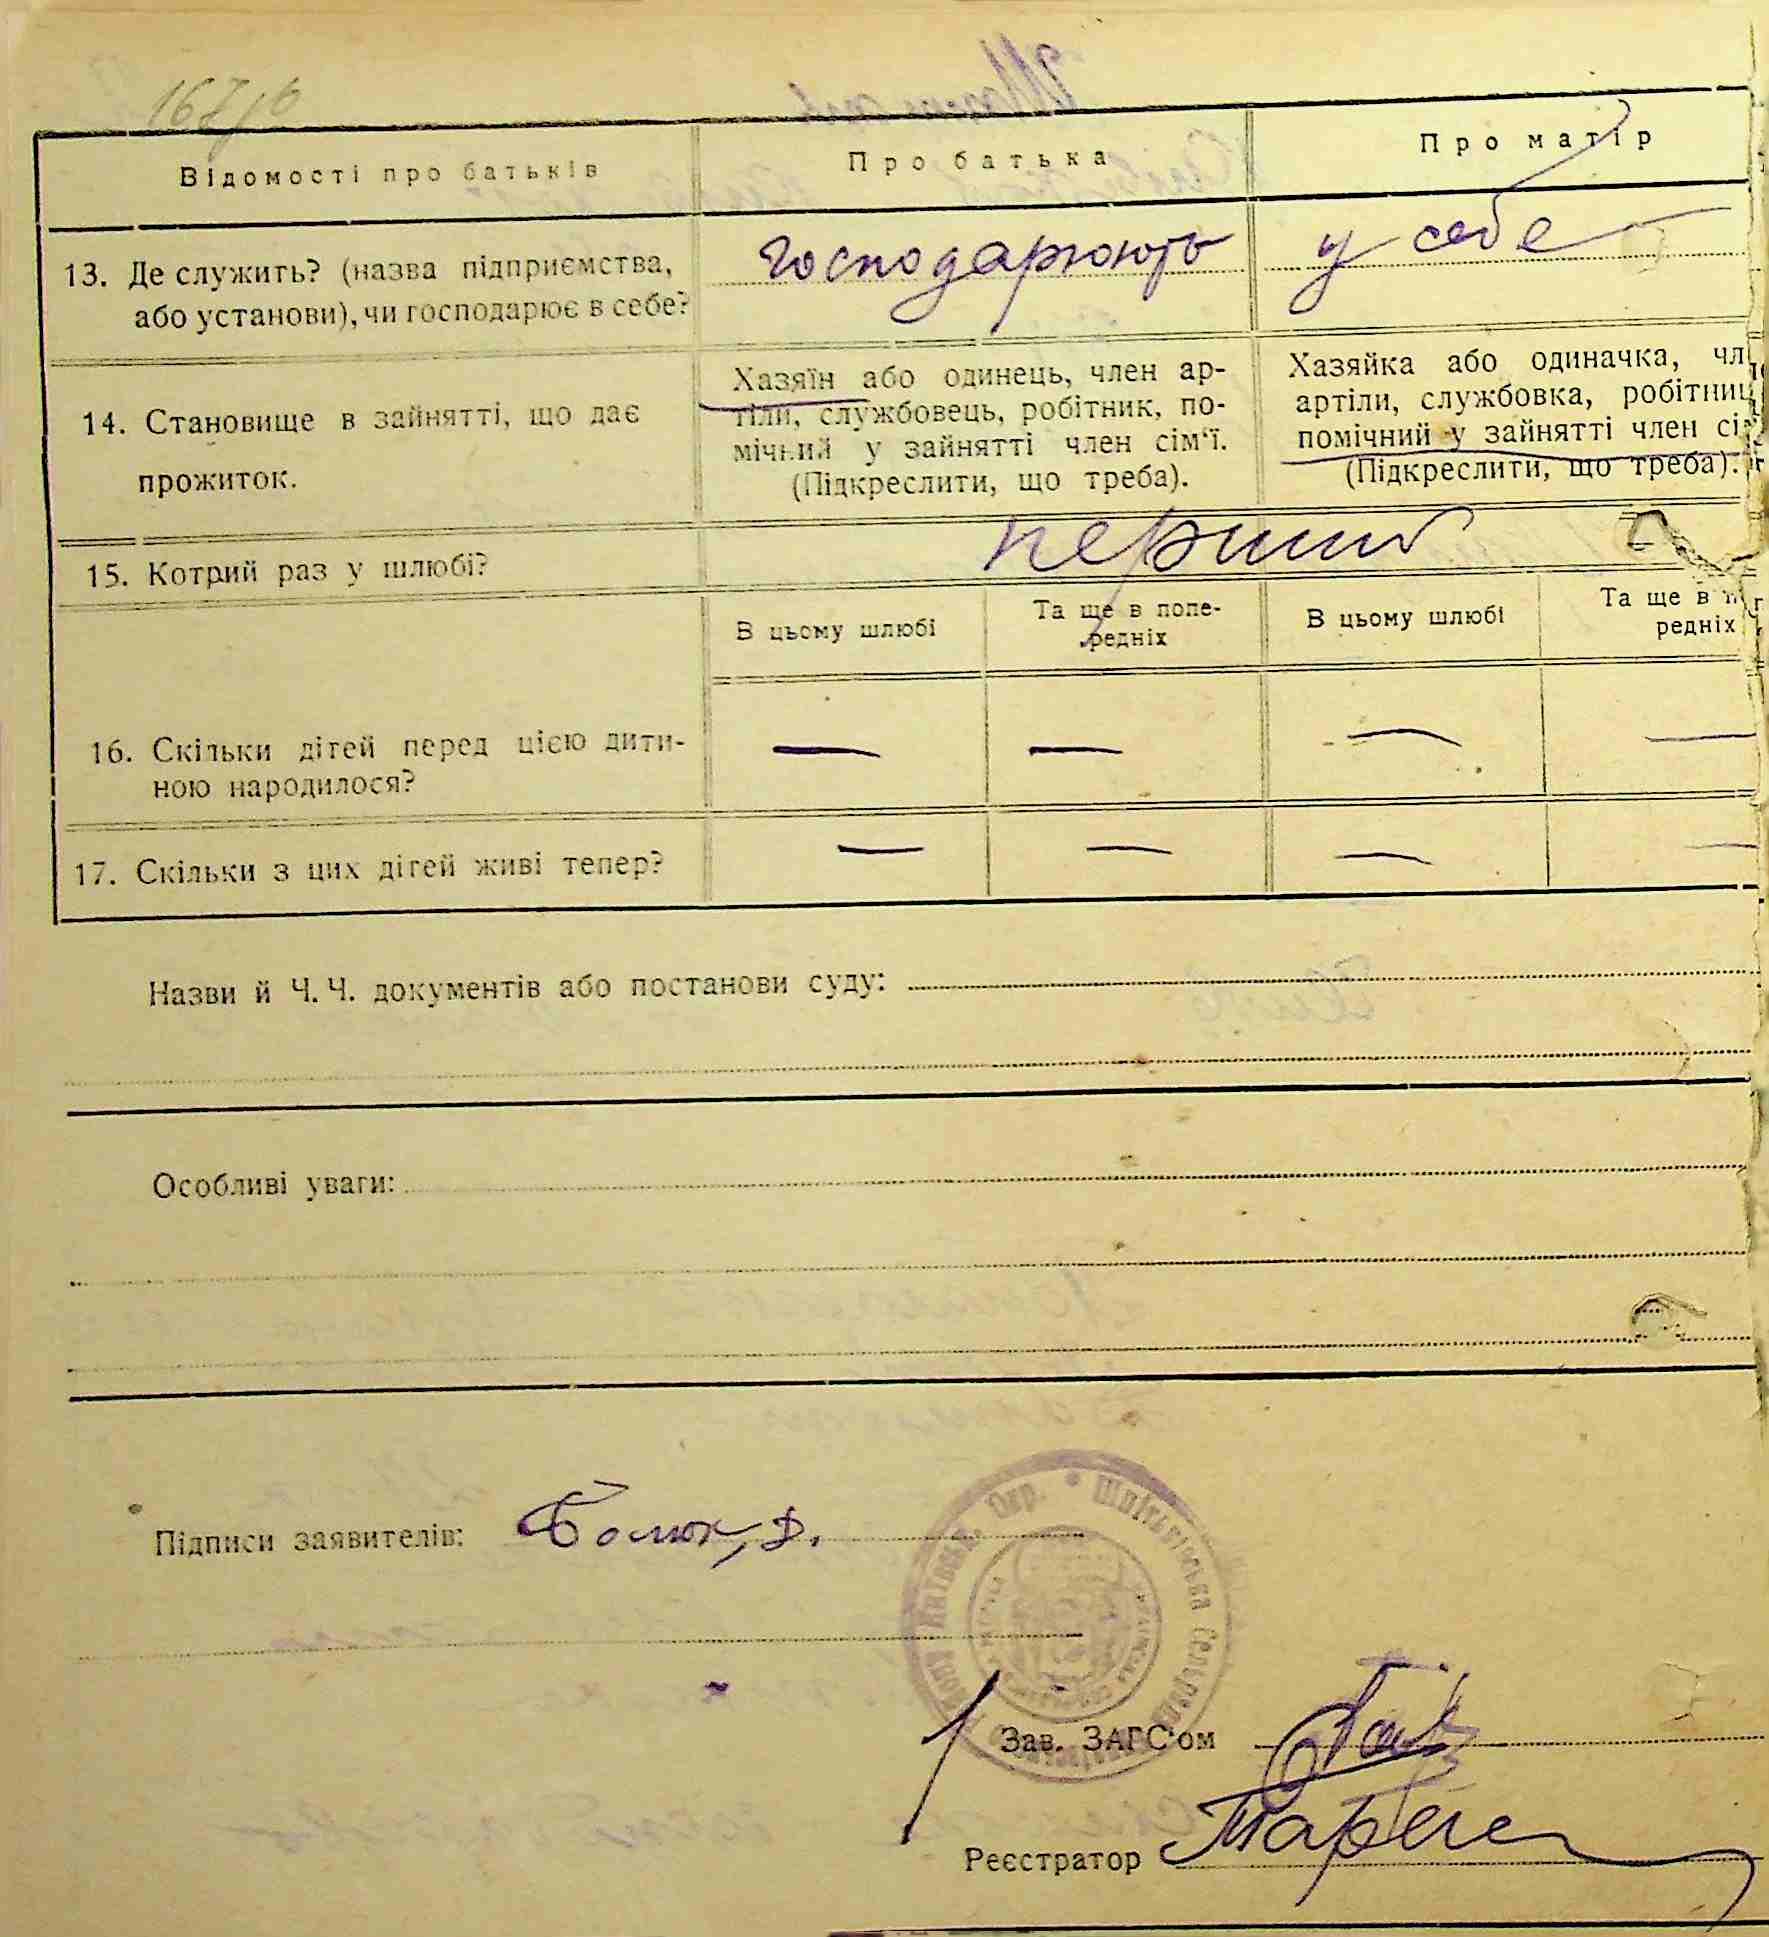 Відомості про батьків
Про батька
Про матір
13. Де служить? (назва підприємства,
або установи), чи господарює в себе?
господарюють у себе
14. Становище в зайнятті, що дає
прожиток.
Хазяїн або одинець, член ар-
тіли, службовець, робітник, по-
мічний у зайнятті член сім'ї.
(Підкреслити, що треба).
Хазяйка або одиначка, чл
артіли, службовка, робітниц
помічний у зайнятті член сі
(Підкреслити, що треба).
15. Котрий раз у шлюбі?
перший
В цьому шлюбі
Та ще в попе-
редніх
В цьому шлюбі
Та ще в п
редніх
16. Скільки дітей перед цією дити-
ною народилося?
— — — —
17. Скільки з цих дітей живі тепер?
— — — —
Назви й Ч. Ч. документів або постанови суду:
Особливі уваги:
Підписи заявителів:
Зав. ЗАГС'ом
Реєстратор